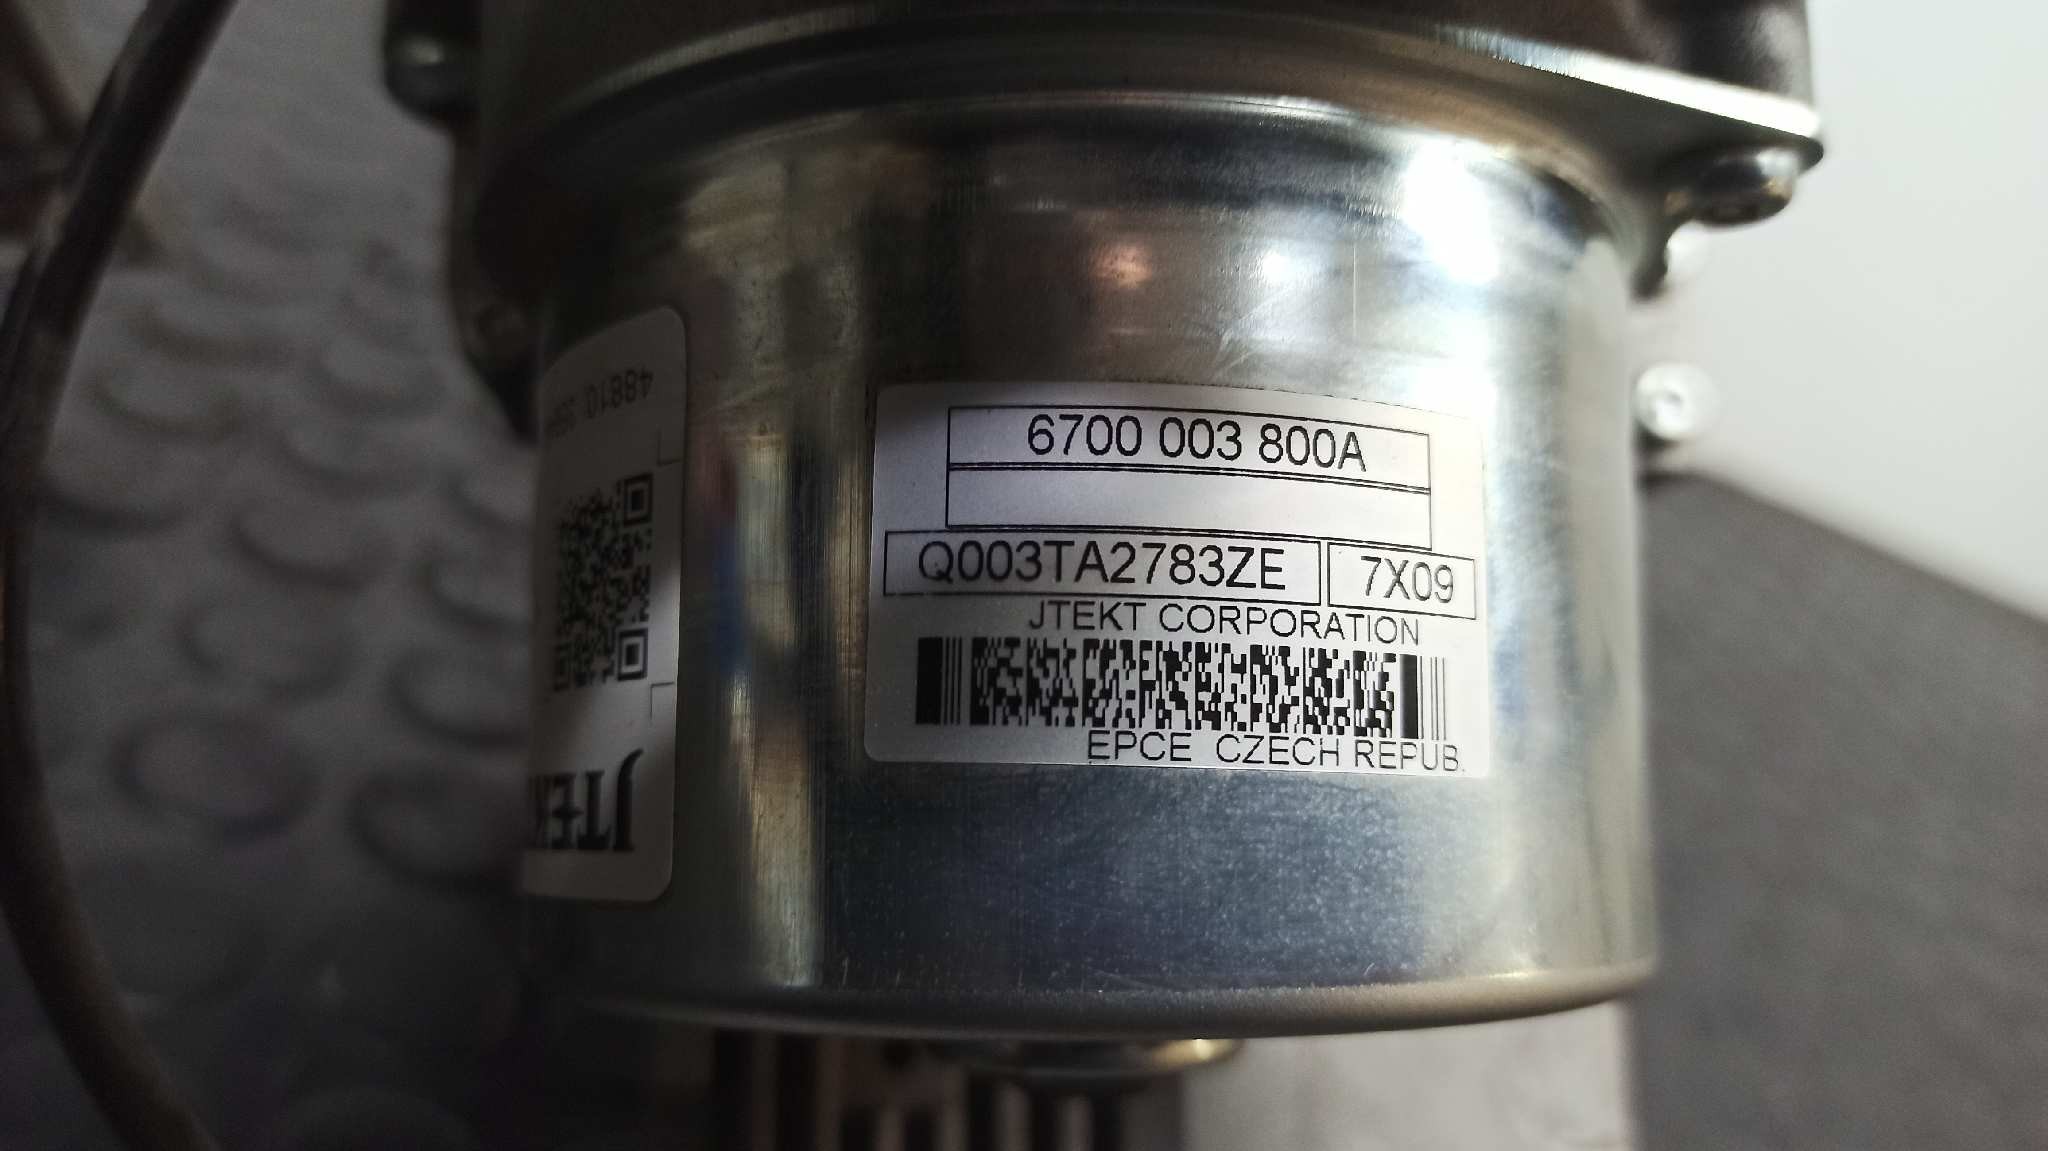 6700 003 800A
Q003TA2783ZE 7X09
JTEKT CORPORATION
EPCE CZECH REPUB.